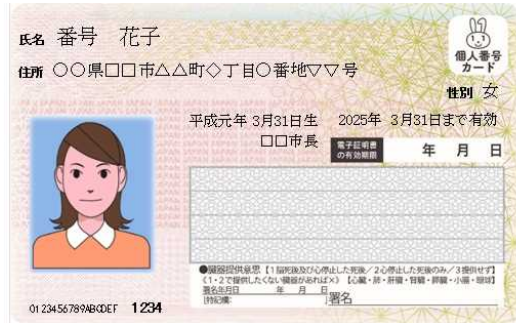 氏名 番号 花子
個人番号
カード
住所 ○○県□□市△△町◇丁目○番地▽▽号
性別 女
平成元年 3月31日生 2025年 3月31日まで有効
□□市長 電子証明書の有効期限 年 月 日
●臓器提供意思【1脳死後及び心停止した死後/2心停止した死後のみ/3提供せず】
《1・2で提供したくない臓器があれば×》【心臓・肺・肝臓・腎臓・膵臓・小腸・眼球】
署名年月日 年 月 日
[特記欄: ] 署名
0123456789ABCDEF 1234